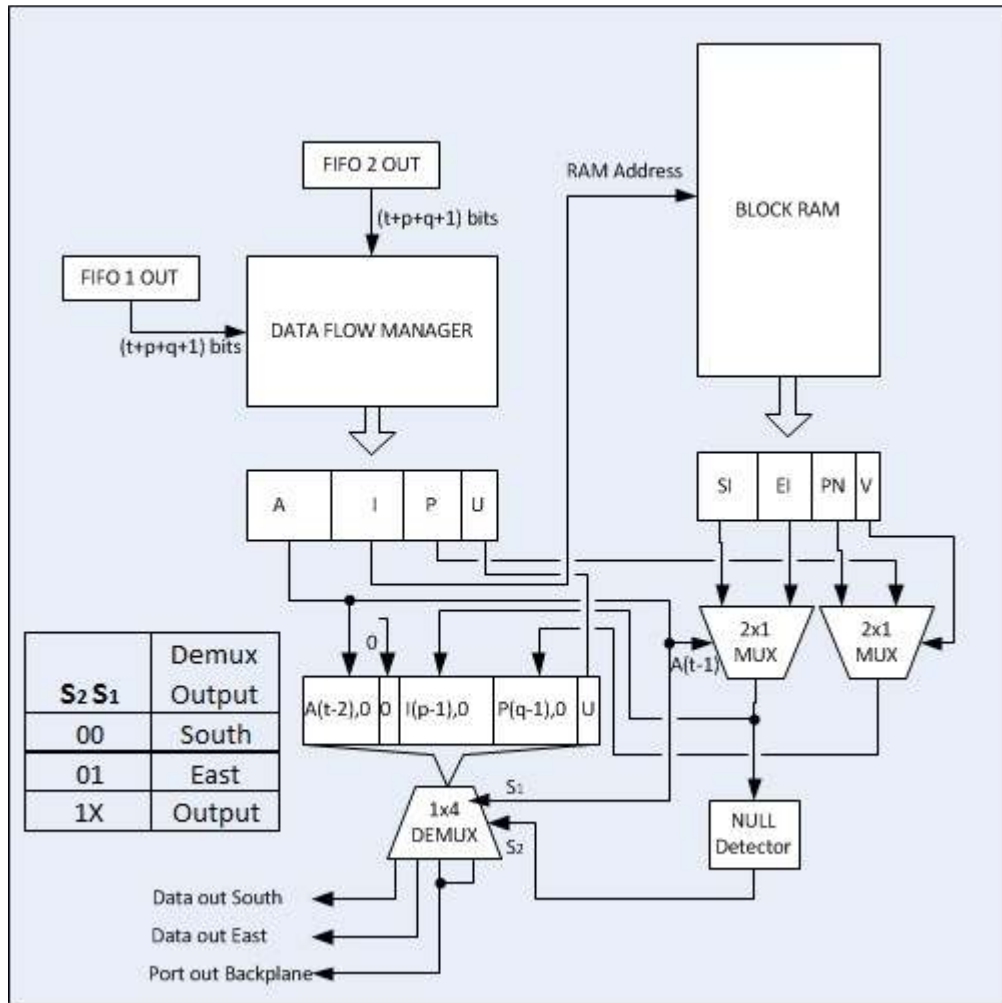 FIFO 2 OUT
(t+p+q+1) bits
FIFO 1 OUT
(t+p+q+1) bits
DATA FLOW MANAGER
RAM Address
BLOCK RAM
A I P U
SI EI PN V
0
A(t-1)
2x1
MUX
2x1
MUX
A(t-2),0 0 I(p-1),0 P(q-1),0 U
S₂ S₁ Demux Output
00 South
01 East
1X Output
1x4
DEMUX
S₁
S₂
NULL
Detector
Data out South
Data out East
Port out Backplane